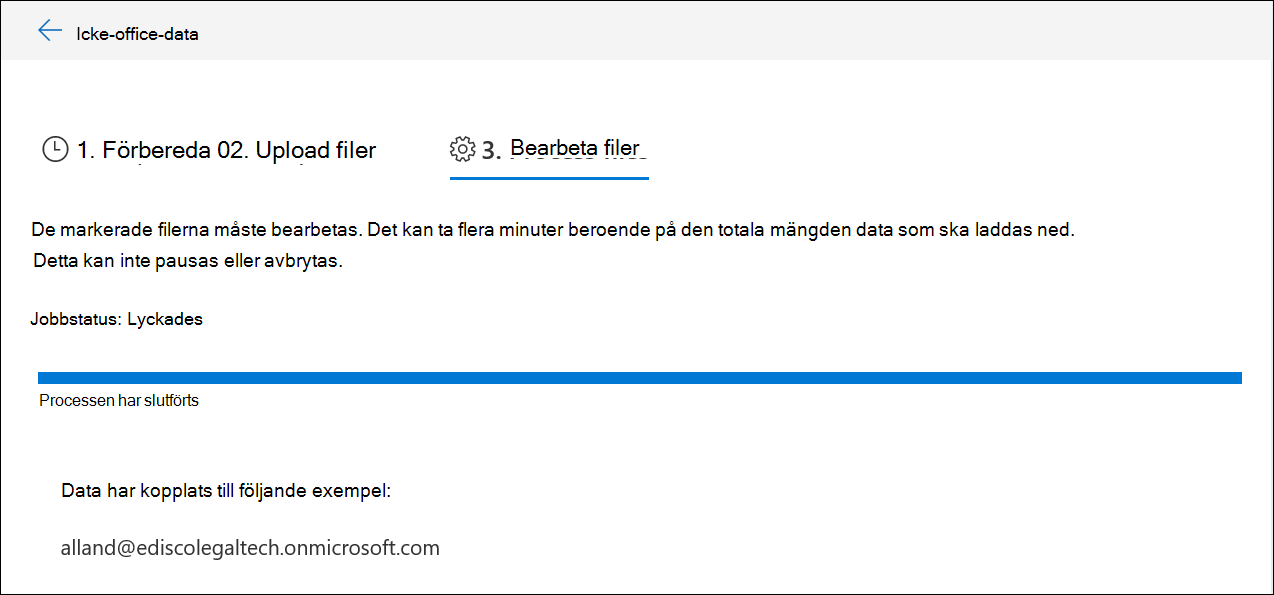 Icke-office-data
1. Förbereda 02. Upload filer
3. Bearbeta filer
De markerade filerna måste bearbetas. Det kan ta flera minuter beroende på den totala mängden data som ska laddas ned.
Detta kan inte pausas eller avbrytas.
Jobbstatus: Lyckades
Processen har slutförts
Data har kopplats till följande exempel:
alland@ediscolegaltech.onmicrosoft.com